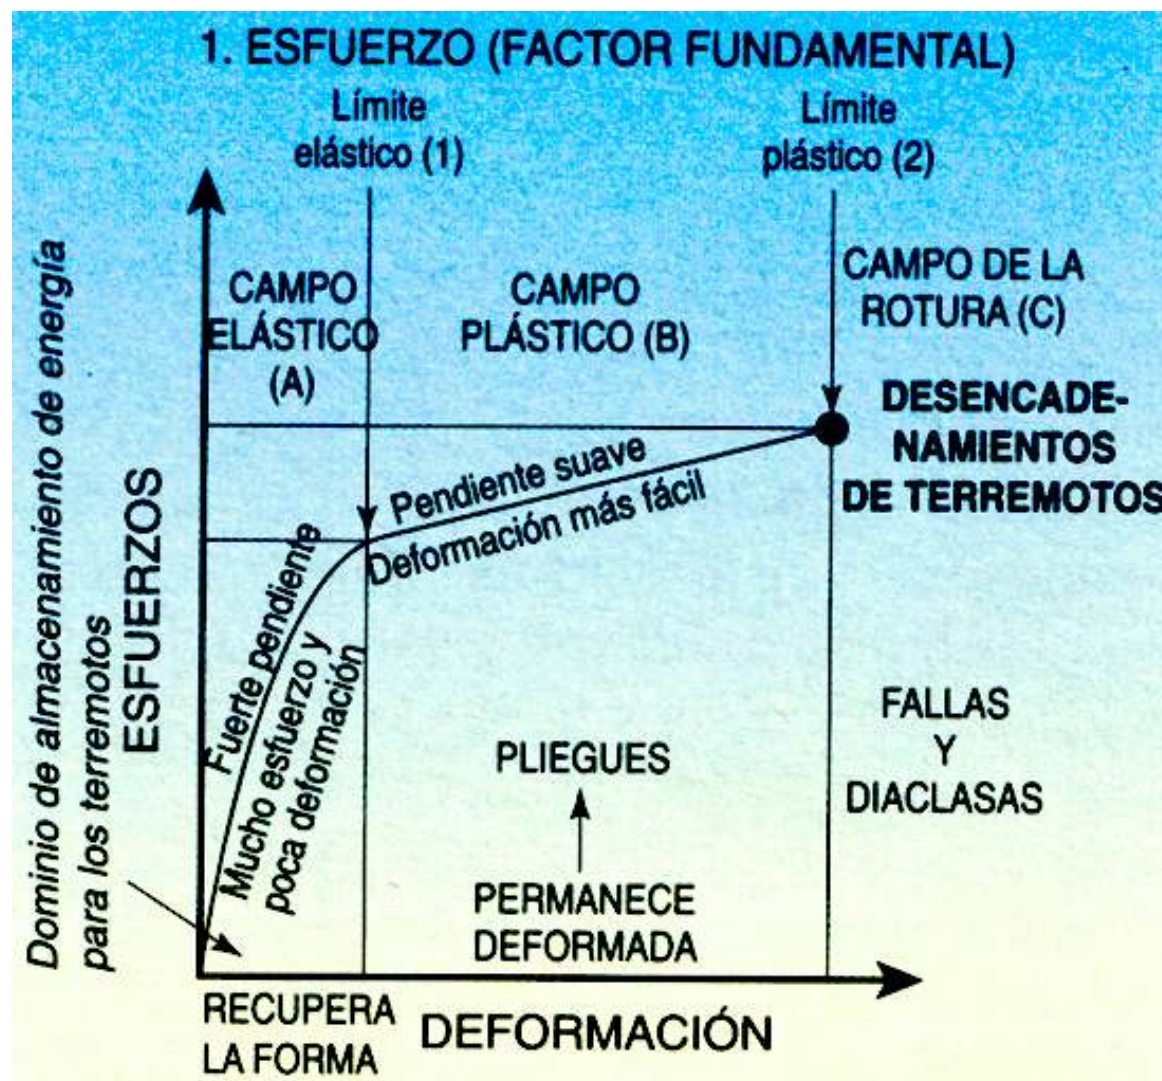 1. ESFUERZO (FACTOR FUNDAMENTAL)
Límite
elástico (1)
Límite
plástico (2)
CAMPO
ELÁSTICO
(A)
CAMPO
PLÁSTICO (B)
CAMPO DE LA
ROTURA (C)
DESENCADE-
NAMIENTOS
DE TERREMOTOS
Pendiente suave
Deformación más fácil
Fuerte pendiente
Mucho esfuerzo y
poca deformación
Dominio de almacenamiento de energía
para los terremotos
ESFUERZOS
PLIEGUES
PERMANECE
DEFORMADA
FALLAS
Y
DIACLASAS
RECUPERA
LA FORMA
DEFORMACIÓN